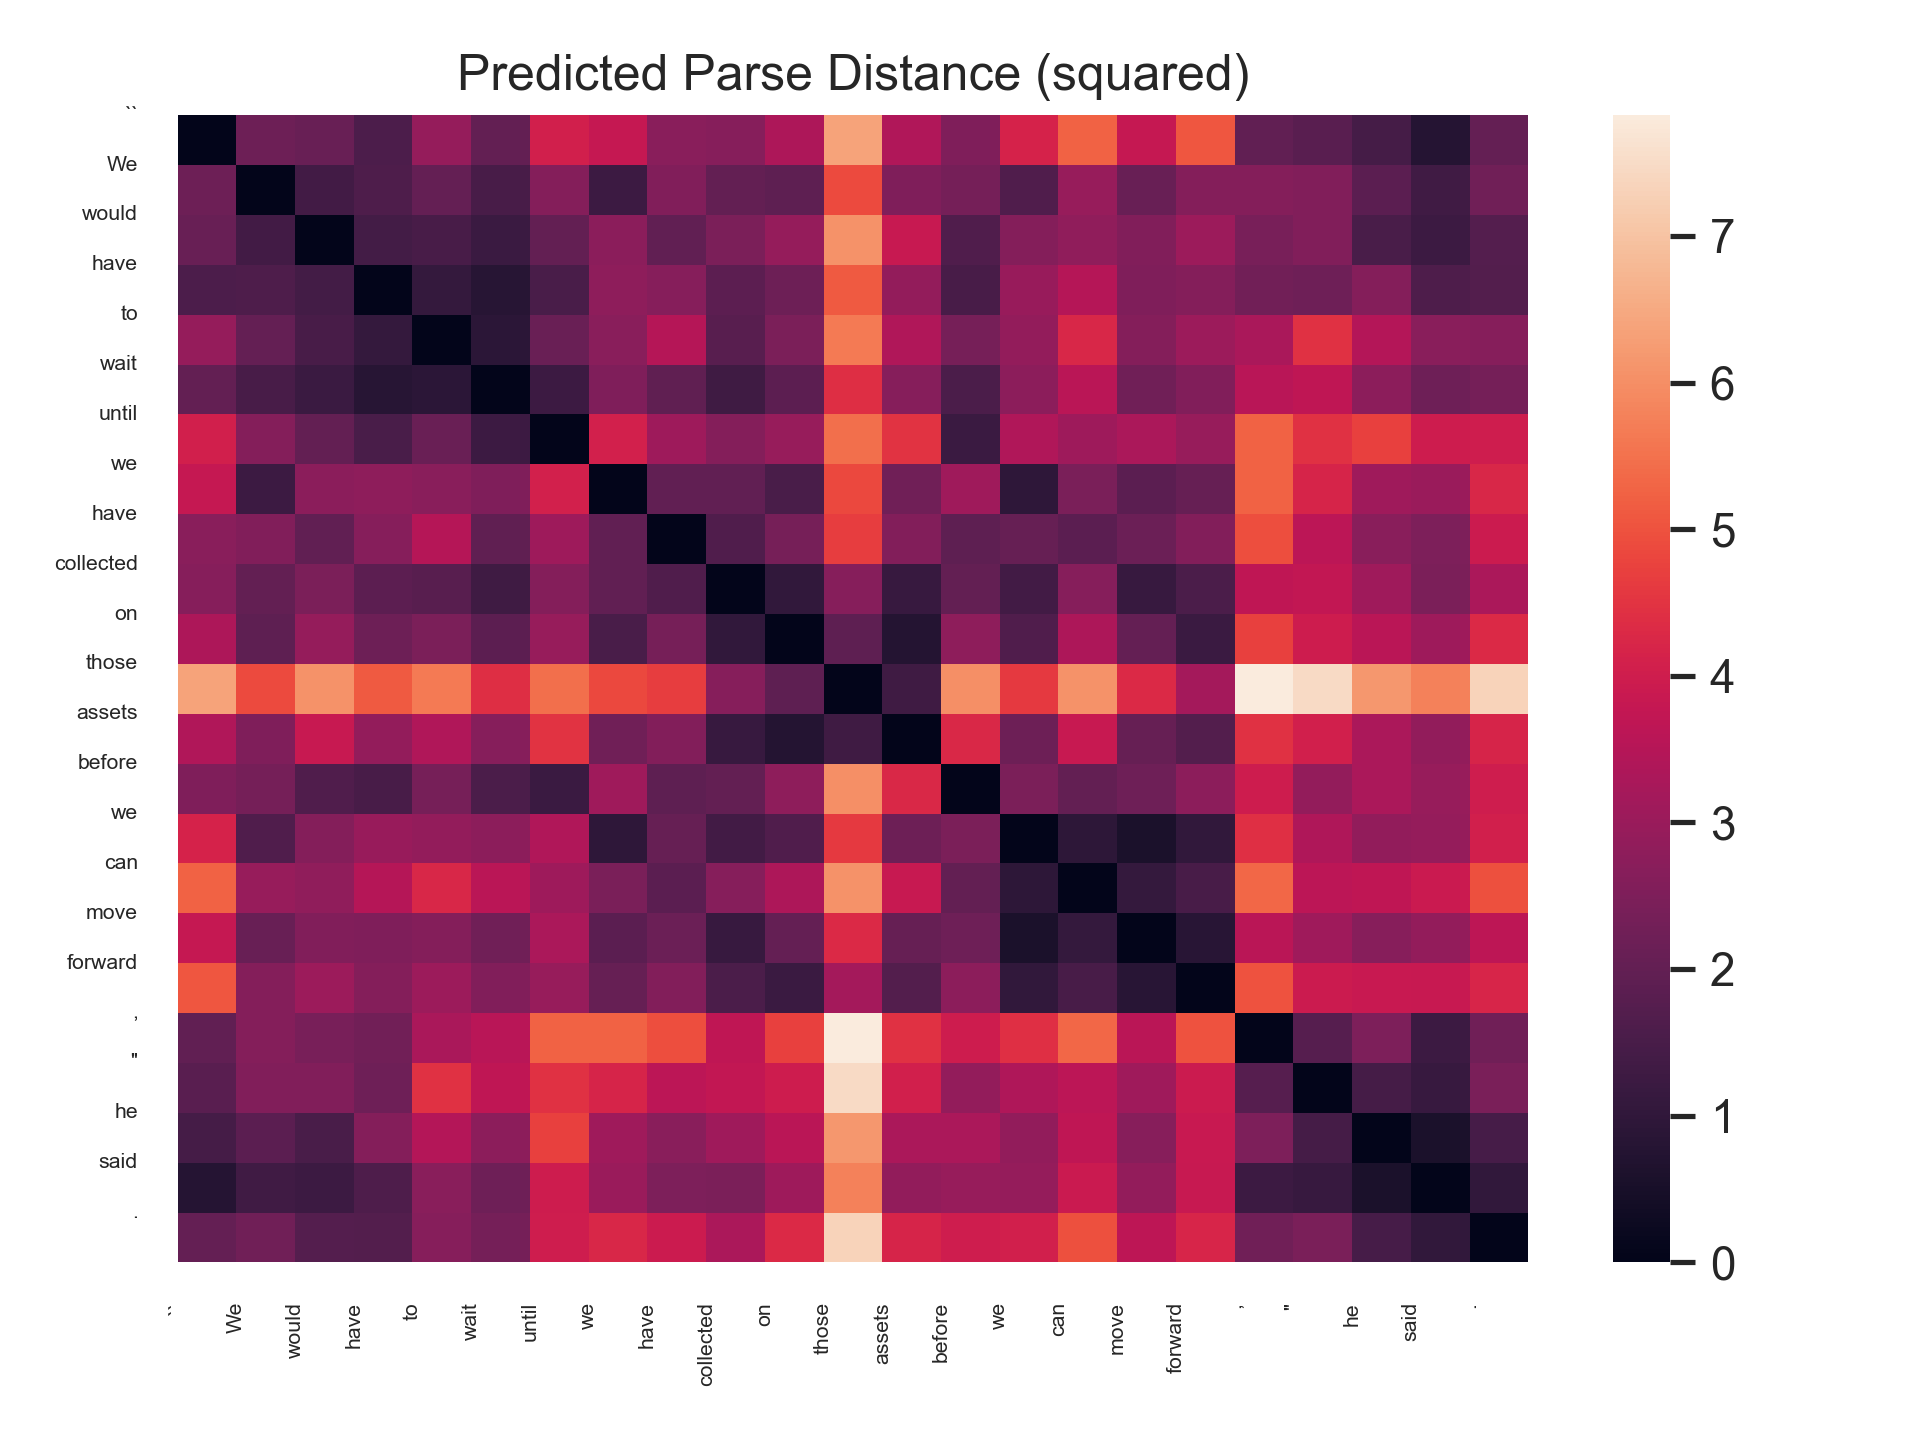 Predicted Parse Distance (squared)
``
We
would
have
to
wait
until
we
have
collected
on
those
assets
before
we
can
move
forward
,
"
he
said
.
7
6
5
4
3
2
1
0
`` We would have to wait until we have collected on those assets before we can move forward , " he said .